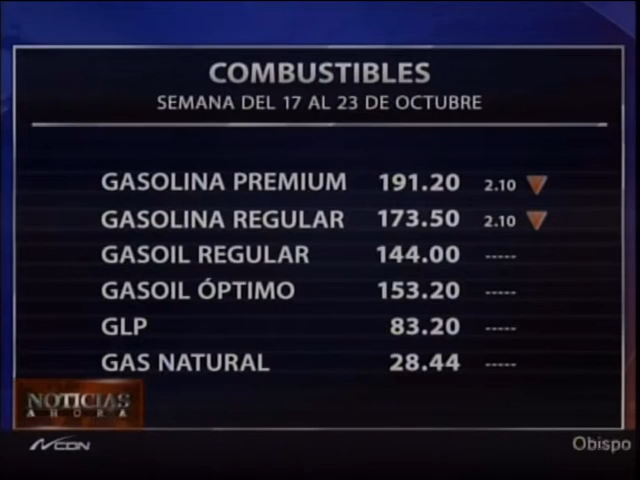 COMBUSTIBLES
SEMANA DEL 17 AL 23 DE OCTUBRE
GASOLINA PREMIUM 191.20 2.10
GASOLINA REGULAR 173.50 2.10
GASOIL REGULAR 144.00 -----
GASOIL ÓPTIMO 153.20 -----
GLP 83.20 -----
GAS NATURAL 28.44 -----
NOTICIAS
AHORA
CDN
Obispo